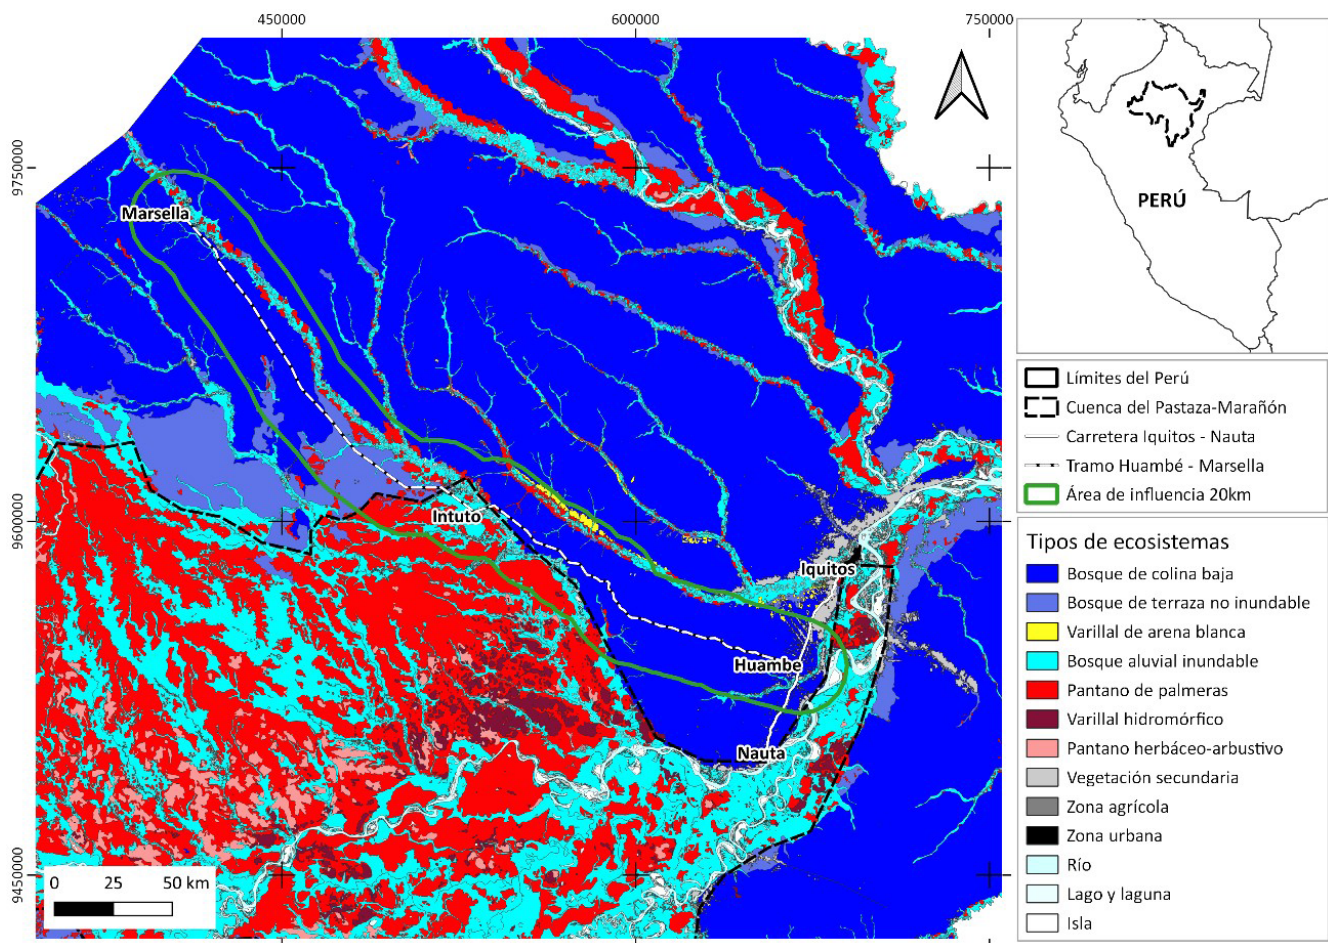 450000
600000
750000
9750000
9600000
9450000
Marsella
Intuto
Iquitos
Huambe
Nauta
0 25 50 km
PERÚ
Límites del Perú
Cuenca del Pastaza-Marañón
Carretera Iquitos - Nauta
Tramo Huambé - Marsella
Área de influencia 20km
Tipos de ecosistemas
Bosque de colina baja
Bosque de terraza no inundable
Varillal de arena blanca
Bosque aluvial inundable
Pantano de palmeras
Varillal hidromórfico
Pantano herbáceo-arbustivo
Vegetación secundaria
Zona agrícola
Zona urbana
Río
Lago y laguna
Isla